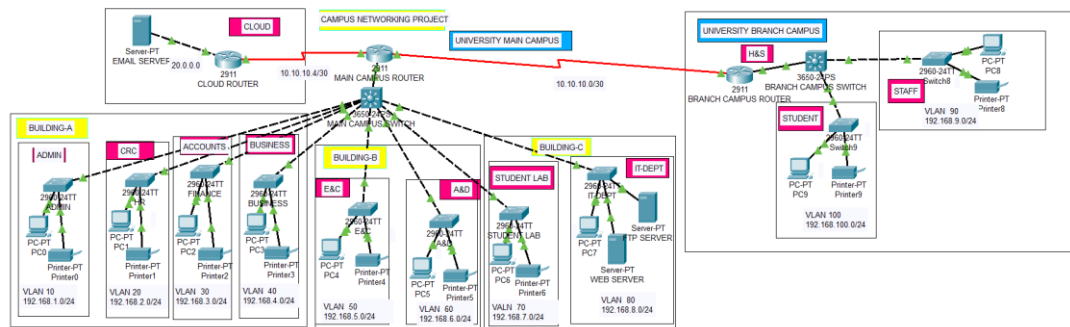 CAMPUS NETWORKING PROJECT
CLOUD
Server-PT
EMAIL SERVER
20.0.0.0
2911
CLOUD ROUTER
10.10.10.4/30
2911
MAIN CAMPUS ROUTER
UNIVERSITY MAIN CAMPUS
10.10.10.0/30
3650-24PS
MAIN CAMPUS SWITCH
UNIVERSITY BRANCH CAMPUS
H&S
2911
BRANCH CAMPUS ROUTER
3650-24PS
BRANCH CAMPUS SWITCH
2960-24TT
Switch8
PC-PT
PC8
Printer-PT
Printer8
STAFF
VLAN 90
192.168.9.0/24
STUDENT
2960-24TT
Switch9
PC-PT
PC9
Printer-PT
Printer9
VLAN 100
192.168.100.0/24
BUILDING-A
ADMIN
2960-24TT
ADMIN
PC-PT
PC0
Printer-PT
Printer0
VLAN 10
192.168.1.0/24
CRC
2960-24TT
HR
PC-PT
PC1
Printer-PT
Printer1
VLAN 20
192.168.2.0/24
ACCOUNTS
2960-24TT
FINANCE
PC-PT
PC2
Printer-PT
Printer2
VLAN 30
192.168.3.0/24
BUSINESS
2960-24TT
BUSINESS
PC-PT
PC3
Printer-PT
Printer3
VLAN 40
192.168.4.0/24
BUILDING-B
E&C
2960-24TT
E&C
PC-PT
PC4
Printer-PT
Printer4
VLAN 50
192.168.5.0/24
A&D
2960-24TT
A&D
PC-PT
PC5
Printer-PT
Printer5
VLAN 60
192.168.6.0/24
BUILDING-C
STUDENT LAB
2960-24TT
STUDENT LAB
PC-PT
PC6
Printer-PT
Printer6
VALN 70
192.168.7.0/24
IT-DEPT
2960-24TT
IT-DEPT
PC-PT
PC7
Server-PT
FTP SERVER
Server-PT
WEB SERVER
VLAN 80
192.168.8.0/24